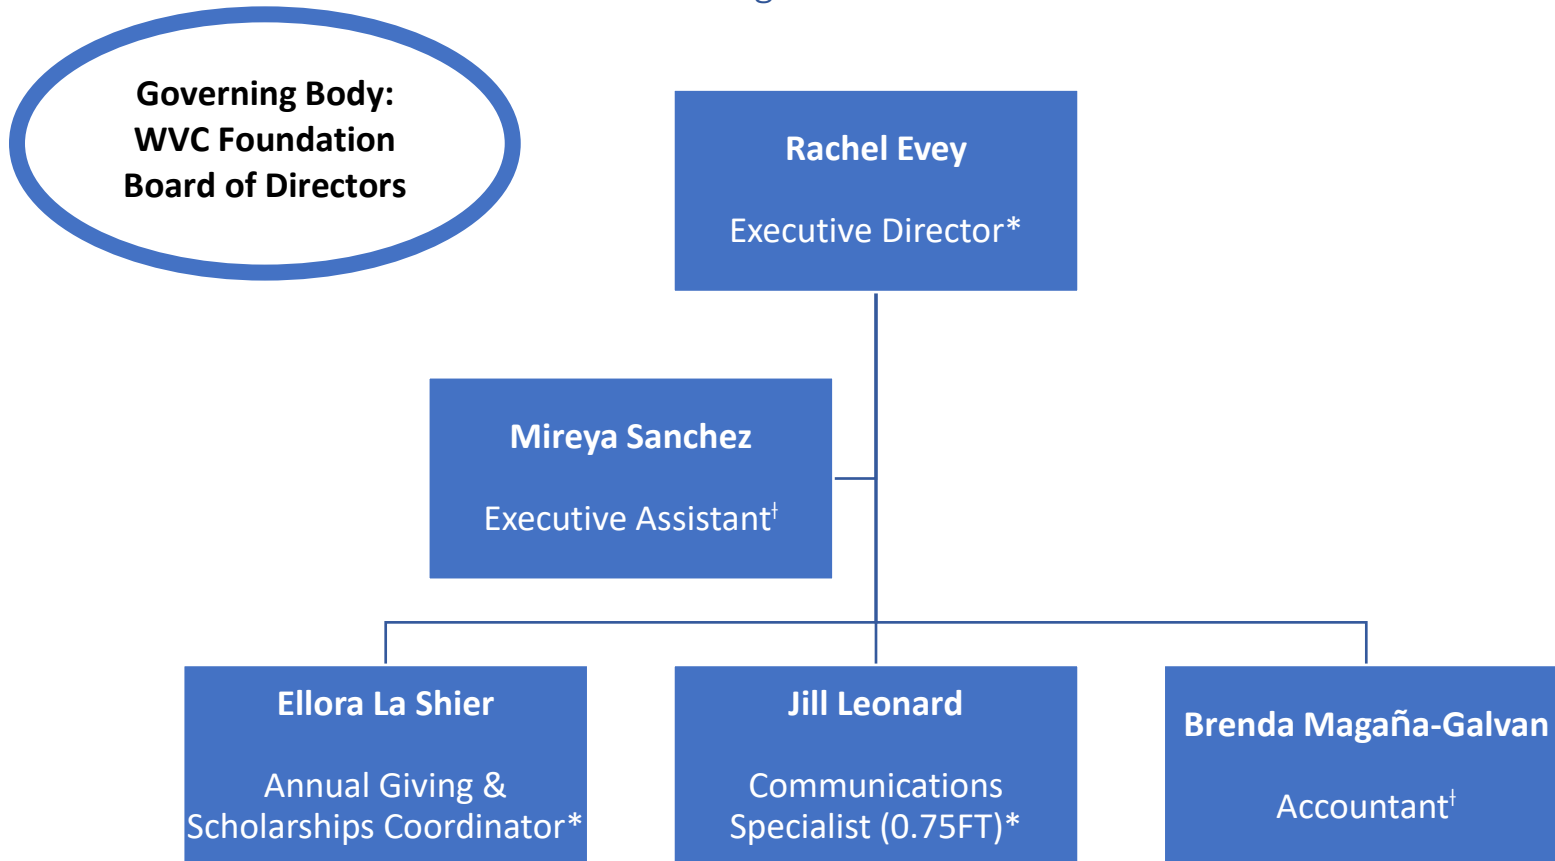 Governing Body:
WVC Foundation
Board of Directors
Rachel Evey
Executive Director*
Mireya Sanchez
Executive Assistant†
Ellora La Shier
Annual Giving &
Scholarships Coordinator*
Jill Leonard
Communications
Specialist (0.75FT)*
Brenda Magaña-Galvan
Accountant†